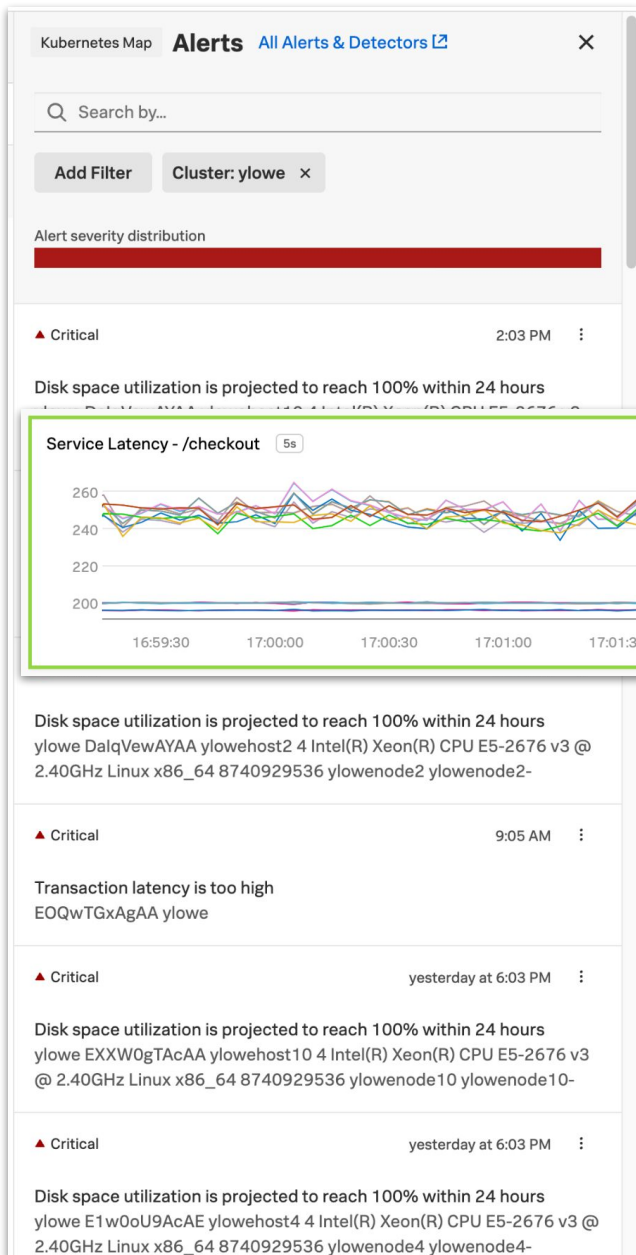 Kubernetes Map Alerts All Alerts & Detectors
Search by...
Add Filter Cluster: ylowe ×
Alert severity distribution
Critical 2:03 PM
Disk space utilization is projected to reach 100% within 24 hours
Service Latency - /checkout 5s
260
240
220
200
16:59:30 17:00:00 17:00:30 17:01:00 17:01:3
Disk space utilization is projected to reach 100% within 24 hours
ylowe DalqVewAYAA ylowehost2 4 Intel(R) Xeon(R) CPU E5-2676 v3 @
2.40GHz Linux x86_64 8740929536 ylowenode2 ylowenode2-
Critical 9:05 AM
Transaction latency is too high
EOQwTGxAgAA ylowe
Critical yesterday at 6:03 PM
Disk space utilization is projected to reach 100% within 24 hours
ylowe EXXW0gTAcAA ylowehost10 4 Intel(R) Xeon(R) CPU E5-2676 v3
@ 2.40GHz Linux x86_64 8740929536 ylowenode10 ylowenode10-
Critical yesterday at 6:03 PM
Disk space utilization is projected to reach 100% within 24 hours
ylowe E1w0oU9AcAE ylowehost4 4 Intel(R) Xeon(R) CPU E5-2676 v3 @
2.40GHz Linux x86_64 8740929536 ylowenode4 ylowenode4-